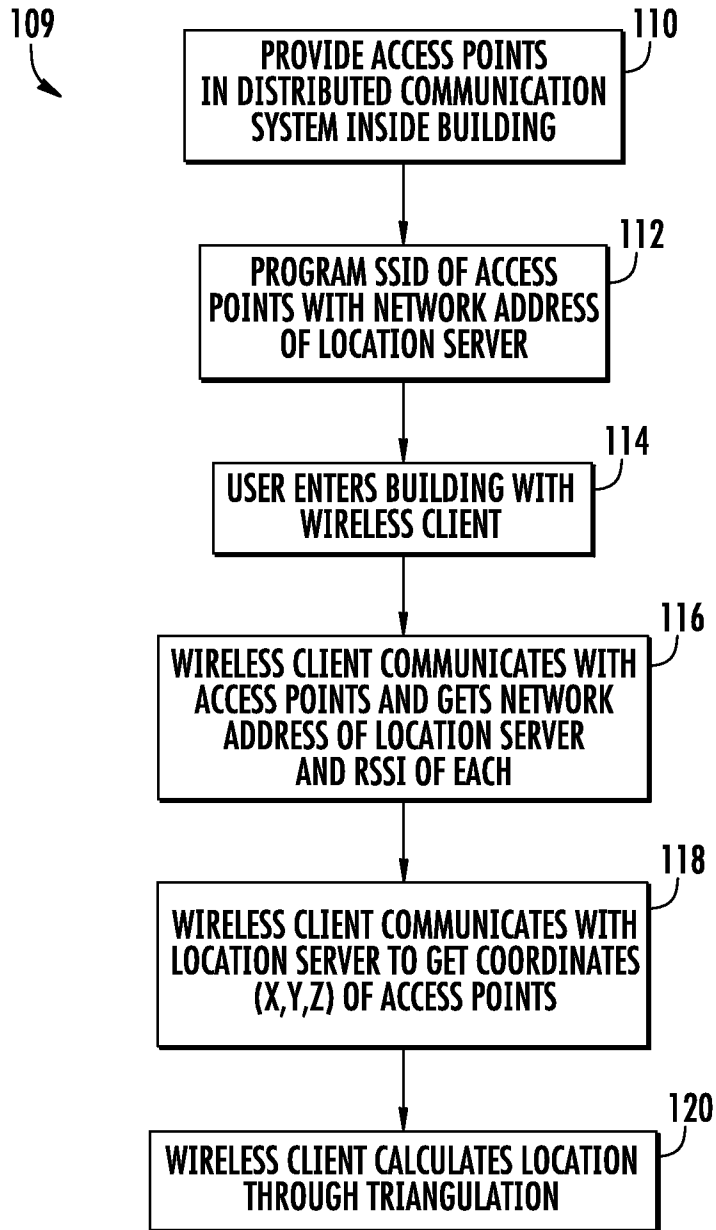 109
110
PROVIDE ACCESS POINTS
IN DISTRIBUTED COMMUNICATION
SYSTEM INSIDE BUILDING
112
PROGRAM SSID OF ACCESS
POINTS WITH NETWORK ADDRESS
OF LOCATION SERVER
114
USER ENTERS BUILDING WITH
WIRELESS CLIENT
116
WIRELESS CLIENT COMMUNICATES WITH
ACCESS POINTS AND GETS NETWORK
ADDRESS OF LOCATION SERVER
AND RSSI OF EACH
118
WIRELESS CLIENT COMMUNICATES WITH
LOCATION SERVER TO GET COORDINATES
(X,Y,Z) OF ACCESS POINTS
120
WIRELESS CLIENT CALCULATES LOCATION
THROUGH TRIANGULATION